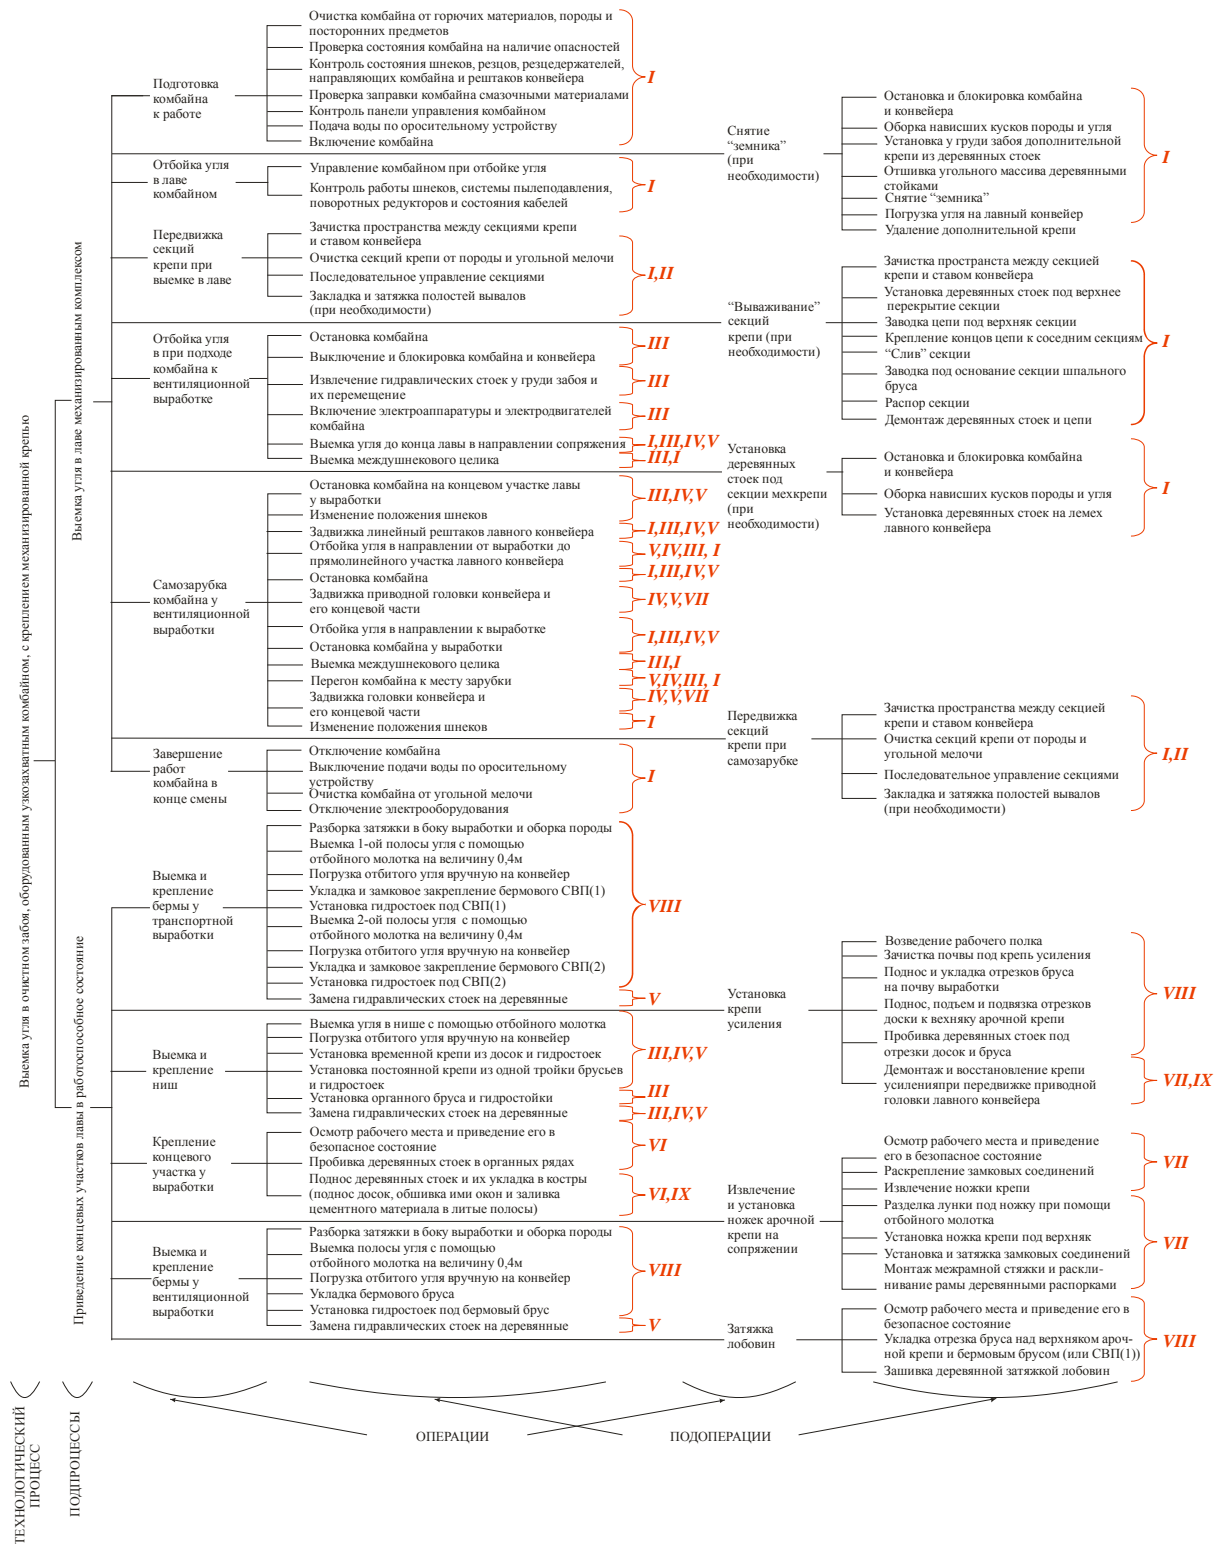 Выемка угля в очистном забоя, оборудованным узкозахватным комбайном, с креплением механизированной крепью
Выемка угля в лаве механизированным комплексом
Подготовка
комбайна
к работе
Очистка комбайна от горючих материалов, породы и
посторонних предметов
Проверка состояния комбайна на наличие опасностей
Контроль состояния шнеков, резцов, резцедержателей,
направляющих комбайна и рештаков конвейера
Проверка заправки комбайна смазочными материалами
Контроль панели управления комбайном
Подача воды по оросительному устройству
Включение комбайна
I
Отбойка угля
в лаве
комбайном
Управление комбайном при отбойке угля
Контроль работы шнеков, системы пылеподавления,
поворотных редукторов и состояния кабелей
I
Передвижка
секций
крепи при
выемке в лаве
Зачистка пространства между секциями крепи
и ставом конвейера
Очистка секций крепи от породы и угольной мелочи
Последовательное управление секциями
Закладка и затяжка полостей вывалов
(при необходимости)
I,II
Отбойка угля
в при подходе
комбайна к
вентиляционной
выработке
Остановка комбайна
Выключение и блокировка комбайна и конвейера
III
Извлечение гидравлических стоек у груди забоя и
их перемещение
III
Включение электроаппаратуры и электродвигателей
комбайна
III
Выемка угля до конца лавы в направлении сопряжения
I,III,IV,V
Выемка междушнекового целика
III,I
Самозарубка
комбайна у
вентиляционной
выработки
Остановка комбайна на концевом участке лавы
у выработки
Изменение положения шнеков
III,IV,V
Задвижка линейный рештаков лавного конвейера
I,III,IV,V
Отбойка угля в направлении от выработки до
прямолинейного участка лавного конвейера
V,IV,III, I
Остановка комбайна
I,III,IV,V
Задвижка приводной головки конвейера и
его концевой части
IV,V,VII
Отбойка угля в направлении к выработке
Остановка комбайна у выработки
I,III,IV,V
Выемка междушнекового целика
III,I
Перегон комбайна к месту зарубки
V,IV,III, I
Задвижка головки конвейера и
его концевой части
IV,V,VII
Изменение положения шнеков
I
Завершение
работ
комбайна в
конце смены
Отключение комбайна
Выключение подачи воды по оросительному
устройству
Очистка комбайна от угольной мелочи
Отключение электрооборудования
I
Снятие
“земника”
(при
необходимости)
Остановка и блокировка комбайна
и конвейера
Оборка нависших кусков породы и угля
Установка у груди забоя дополнительной
крепи из деревянных стоек
Отшивка угольного массива деревянными
стойками
Снятие “земника”
Погрузка угля на лавный конвейер
Удаление дополнительной крепи
I
“Вываживание”
секций
крепи (при
необходимости)
Зачистка пространста между секцией
крепи и ставом конвейера
Установка деревянных стоек под верхнее
перекрытие секции
Заводка цепи под верхняк секции
Крепление концов цепи к соседним секциям
“Слив” секции
Заводка под основание секции шпального
бруса
Распор секции
Демонтаж деревянных стоек и цепи
I
Установка
деревянных
стоек под
секции мехкрепи
(при
необходимости)
Остановка и блокировка комбайна
и конвейера
Оборка нависших кусков породы и угля
Установка деревянных стоек на лемех
лавного конвейера
I
Передвижка
секций
крепи при
самозарубке
Зачистка пространства между секцией
крепи и ставом конвейера
Очистка секций крепи от породы и
угольной мелочи
Последовательное управление секциями
Закладка и затяжка полостей вывалов
(при необходимости)
I,II
Приведение концевых участков лавы в работоспособное состояние
Выемка и
крепление
бермы у
транспортной
выработки
Разборка затяжки в боку выработки и оборка породы
Выемка 1-ой полосы угля с помощью
отбойного молотка на величину 0,4м
Погрузка отбитого угля вручную на конвейер
Укладка и замковое закрепление бермового СВП(1)
Установка гидростоек под СВП(1)
Выемка 2-ой полосы угля с помощью
отбойного молотка на величину 0,4м
Погрузка отбитого угля вручную на конвейер
Укладка и замковое закрепление бермового СВП(2)
Установка гидростоек под СВП(2)
VIII
Замена гидравлических стоек на деревянные
V
Выемка и
крепление
ниш
Выемка угля в нише с помощью отбойного молотка
Погрузка отбитого угля вручную на конвейер
Установка временной крепи из досок и гидростоек
Установка постоянной крепи из одной тройки брусьев
и гидростоек
III,IV,V
Установка органного бруса и гидростойки
III
Замена гидравлических стоек на деревянные
III,IV,V
Крепление
концевого
участка у
выработки
Осмотр рабочего места и приведение его в
безопасное состояние
Пробивка деревянных стоек в органных рядах
VI
Поднос деревянных стоек и их укладка в костры
(поднос досок, обшивка ими окон и заливка
цементного материала в литые полосы)
VI,IX
Выемка и
крепление
бермы у
вентиляционной
выработки
Разборка затяжки в боку выработки и оборка породы
Выемка полосы угля с помощью
отбойного молотка на величину 0,4м
Погрузка отбитого угля вручную на конвейер
Укладка бермового бруса
Установка гидростоек под бермовый брус
VIII
Замена гидравлических стоек на деревянные
V
Установка
крепи
усиления
Возведение рабочего полка
Зачистка почвы под крепь усиления
Поднос и укладка отрезков бруса
на почву выработки
Поднос, подъем и подвязка отрезков
доски к вехняку арочной крепи
Пробивка деревянных стоек под
отрезки досок и бруса
VIII
Демонтаж и восстановление крепи
усиленияпри передвижке приводной
головки лавного конвейера
VII,IX
Извлечение
и установка
ножек арочной
крепи на
сопряжении
Осмотр рабочего места и приведение
его в безопасное состояние
Раскрепление замковых соединений
Извлечение ножки крепи
VII
Разделка лунки под ножку при помощи
отбойного молотка
Установка ножка крепи под верхняк
Установка и затяжка замковых соединений
Монтаж межрамной стяжки и раскли-
нивание рамы деревянными распорками
VII
Затяжка
лобовин
Осмотр рабочего места и приведение его в
безопасное состояние
Укладка отрезка бруса над верхняком ароч-
ной крепи и бермовым брусом (или СВП(1))
Зашивка деревянной затяжкой лобовин
VIII
ТЕХНОЛОГИЧЕСКИЙ
ПРОЦЕСС
ПОДПРОЦЕССЫ
ОПЕРАЦИИ
ПОДОПЕРАЦИИ